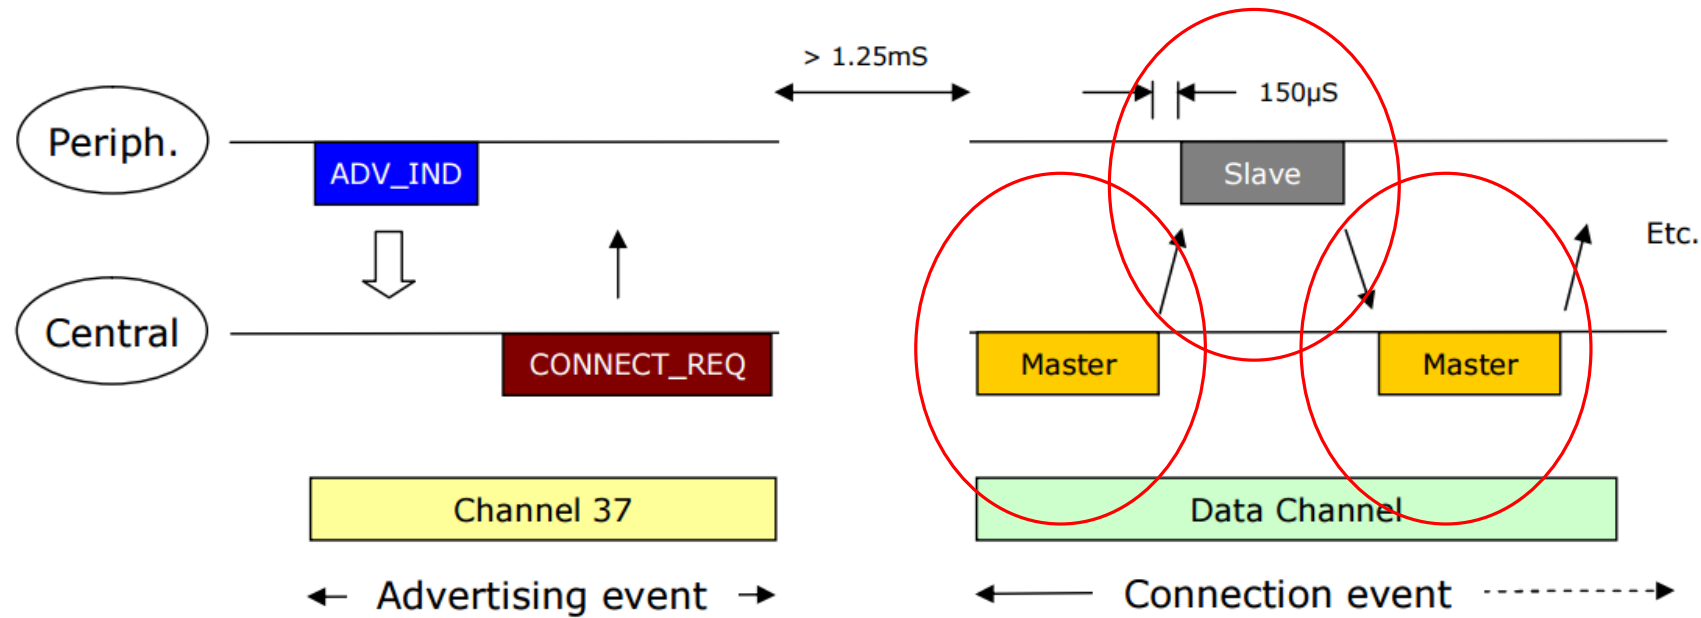 > 1.25mS
150µS
Periph.
ADV_IND
Slave
Etc.
Central
CONNECT_REQ
Master
Master
Channel 37
Data Channel
Advertising event
Connection event